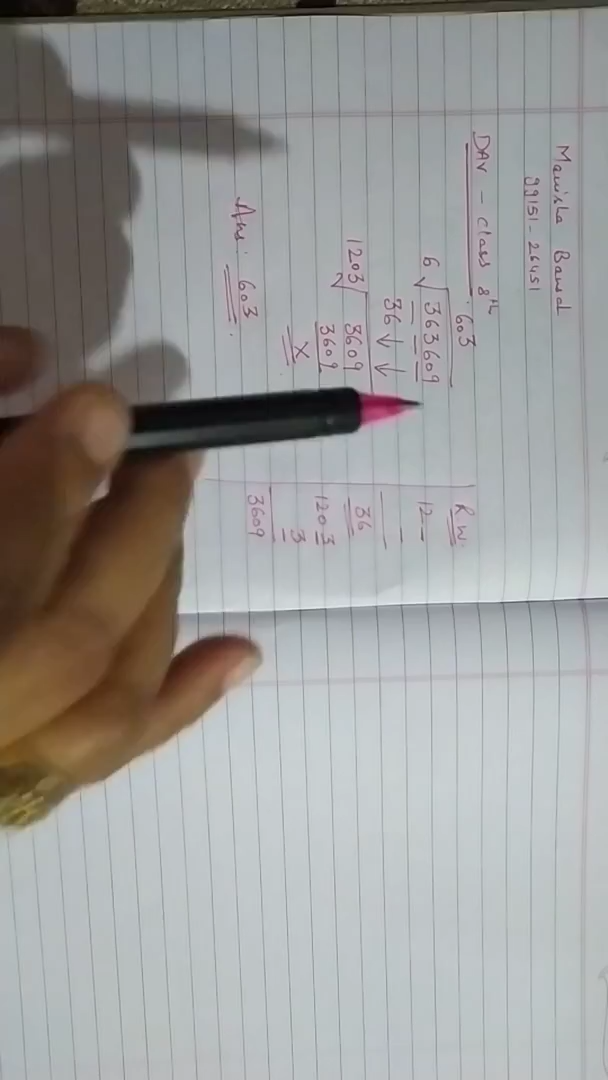 Manisha Bansal
99151-26451
DAV - Class 8th
603
6√363609
36↓↓
1203√3609
3609
X
Ans: 603.
R.W.
12--
-
36
1203
3
3609